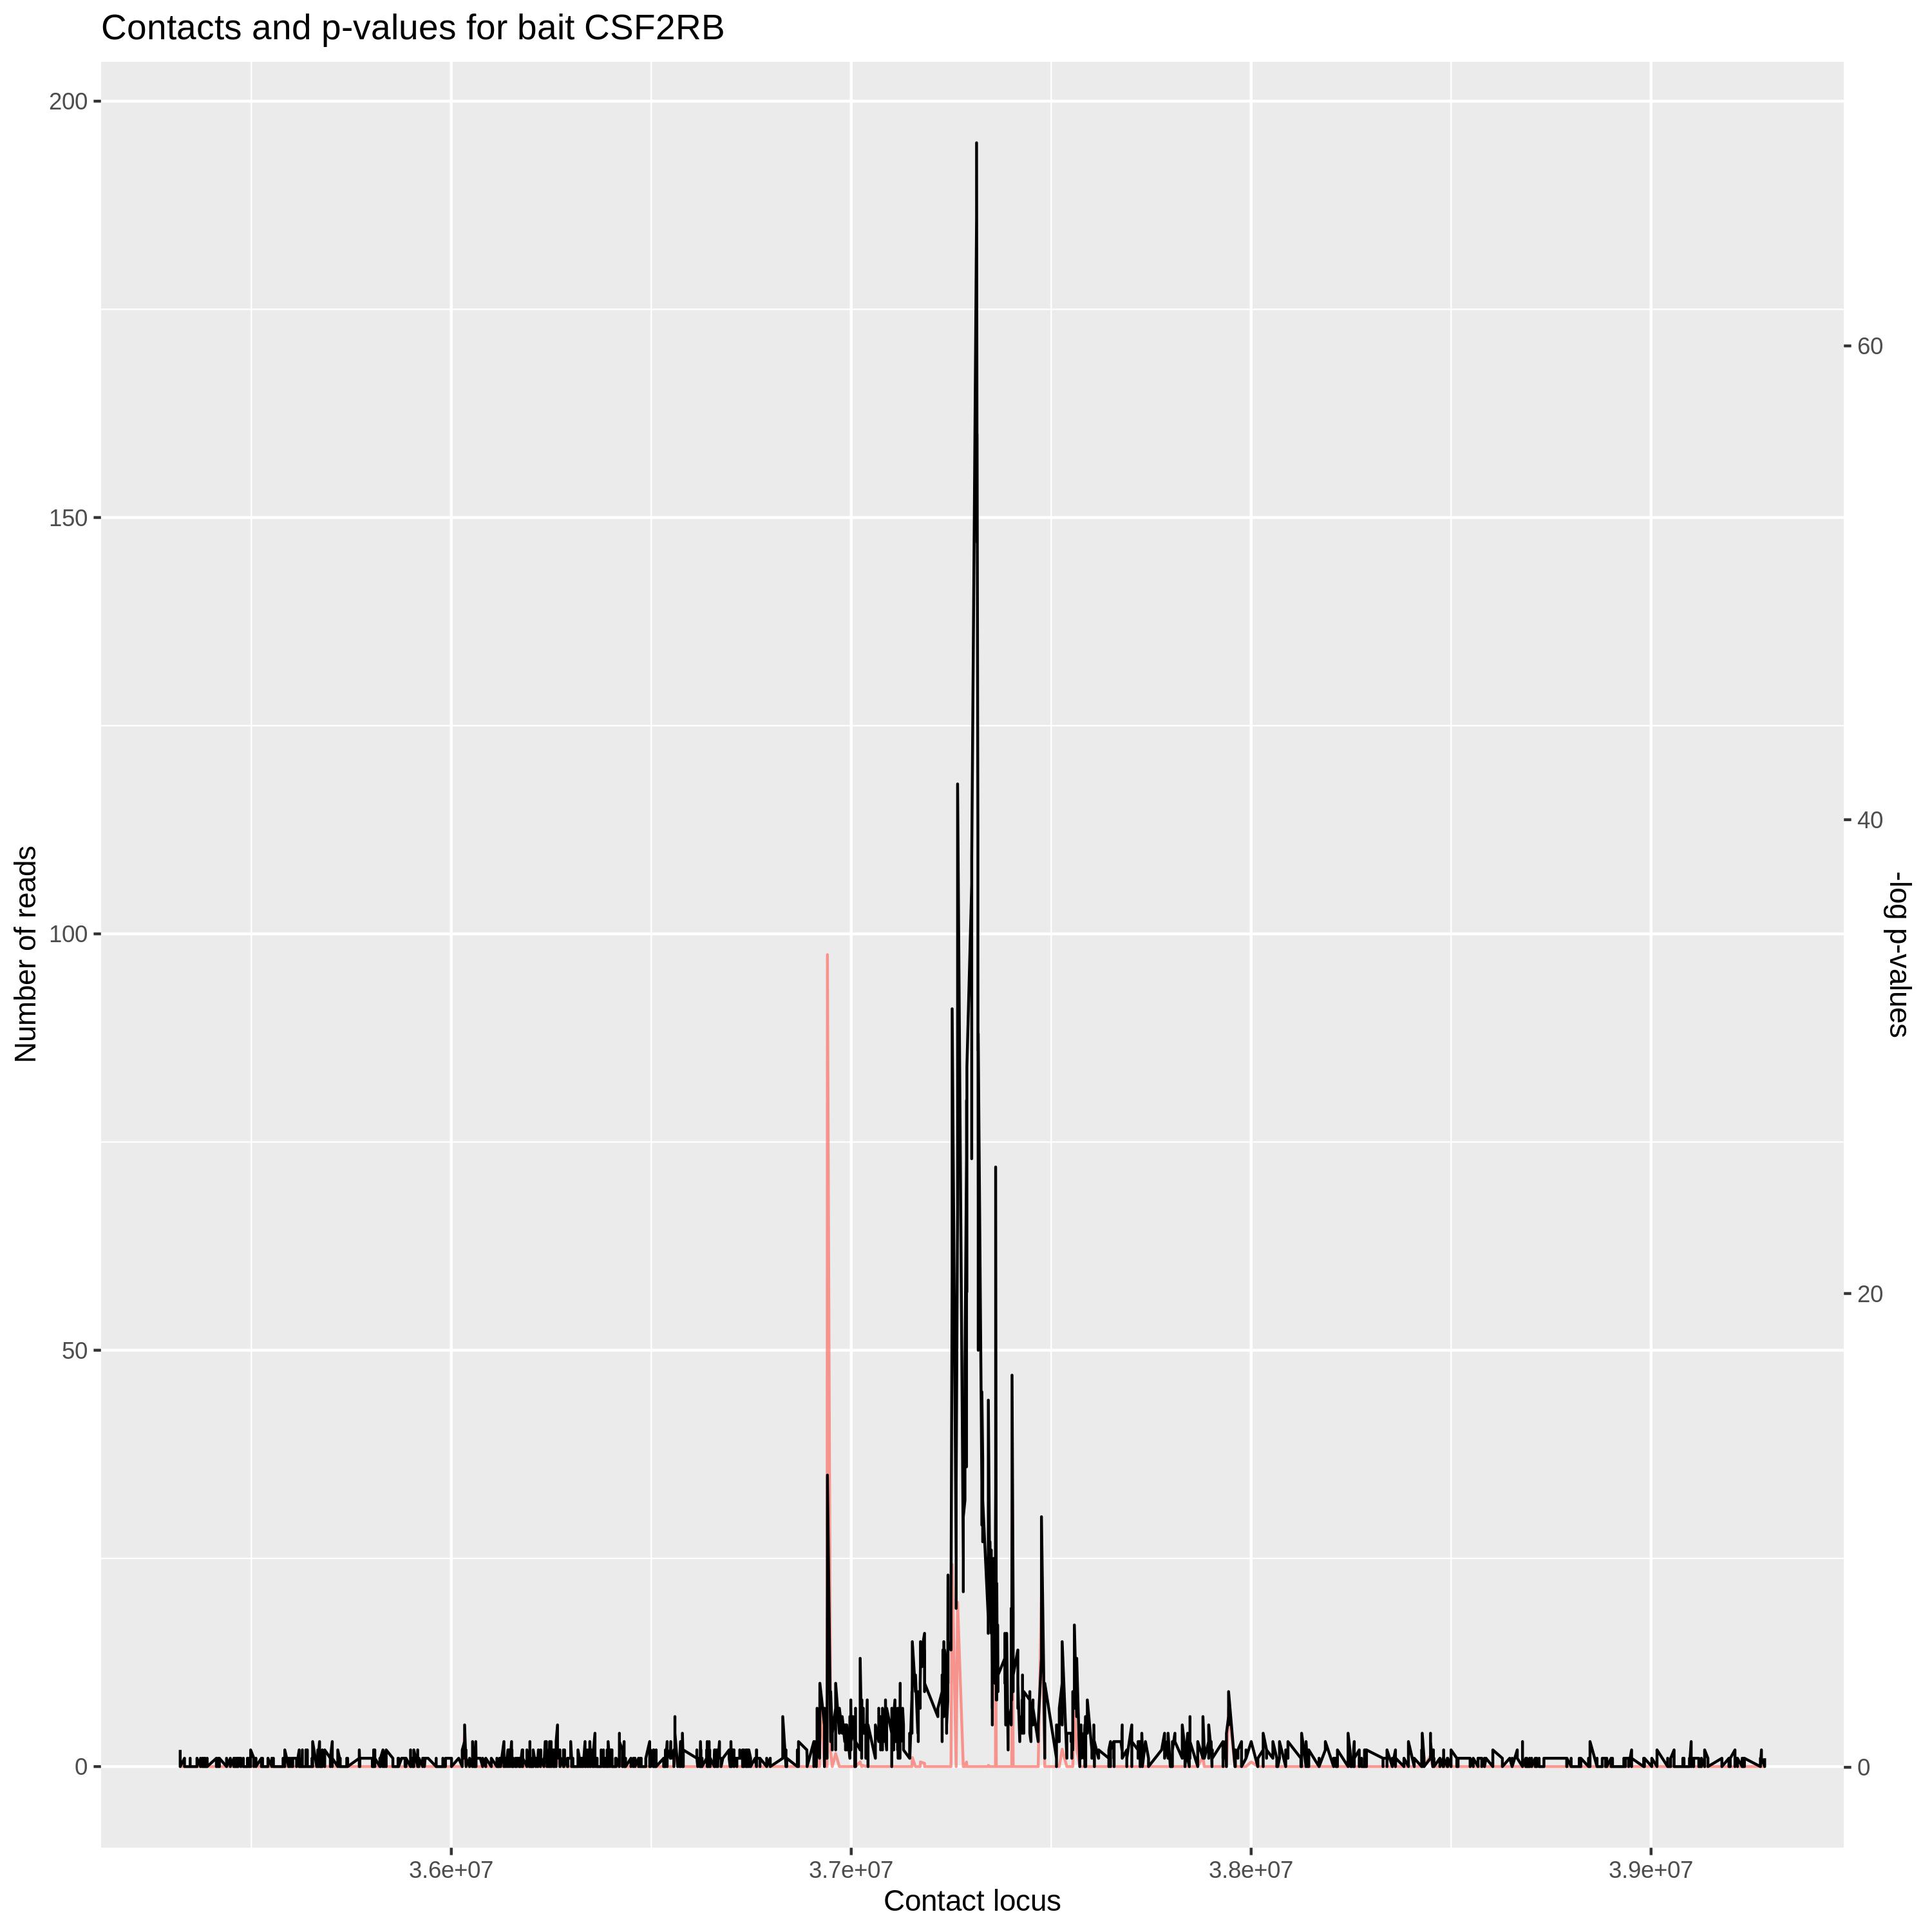 Contacts and p-values for bait CSF2RB
200
150
100
50
0
Number of reads
60
40
20
0
-log p-values
3.6e+07
3.7e+07
3.8e+07
3.9e+07
Contact locus